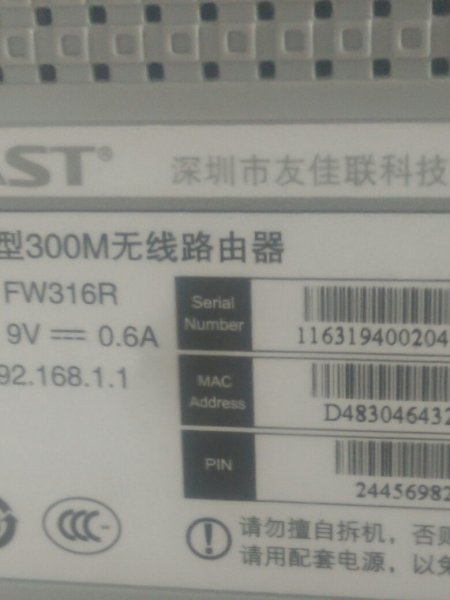 AST® 深圳市友佳联科技
型300M无线路由器
FW316R
9V ⎓ 0.6A
92.168.1.1
Serial
Number
116319400204
MAC
Address
D483046432
PIN
24456982
CCC
请勿擅自拆机，否则
请用配套电源，以免